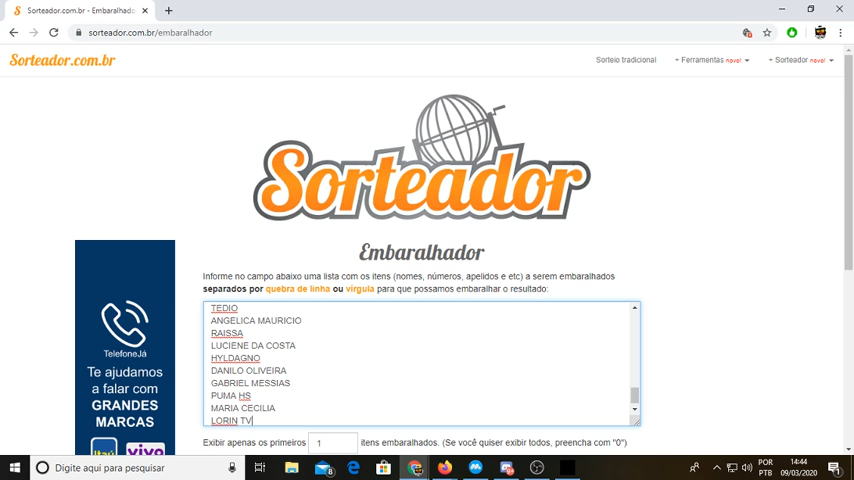 Sorteador.com.br - Embaralhador
sorteador.com.br/embaralhador
Sorteador.com.br
Sorteio tradicional
+ Ferramentas novo!
+ Sorteador novo!
Sorteador
Embaralhador
Informe no campo abaixo uma lista com os itens (nomes, números, apelidos e etc) a serem embaralhados
separados por quebra de linha ou vírgula para que possamos embaralhar o resultado:
TEDIO
ANGELICA MAURICIO
RAISSA
LUCIENE DA COSTA
HYLDAGNO
DANILO OLIVEIRA
GABRIEL MESSIAS
PUMA HS
MARIA CECILIA
LORIN TV
Exibir apenas os primeiros 1 itens embaralhados. (Se você quiser exibir todos, preencha com "0")
TelefoneJá
Te ajudamos
a falar com
GRANDES
MARCAS
Itaú
vivo
Digite aqui para pesquisar
8
POR
PTB
14:44
09/03/2020
1